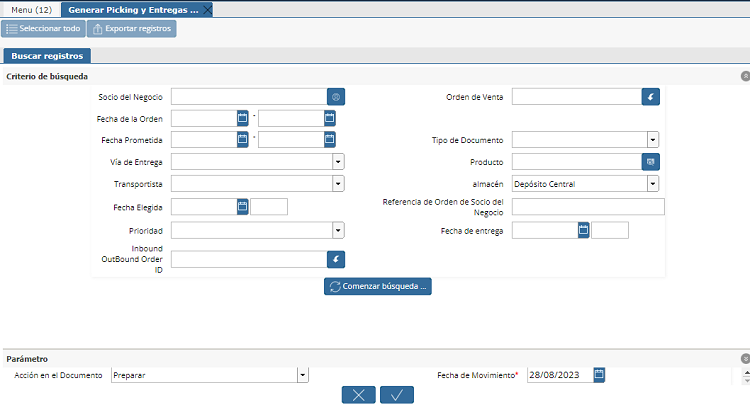 Menu (12)
Generar Picking y Entregas ...
Seleccionar todo
Exportar registros
Buscar registros
Criterio de búsqueda
Socio del Negocio
Orden de Venta
Fecha de la Orden
-
Fecha Prometida
-
Tipo de Documento
Vía de Entrega
Producto
Transportista
almacén
Depósito Central
Fecha Elegida
Referencia de Orden de Socio del
Negocio
Prioridad
Fecha de entrega
Inbound
OutBound Order
ID
Comenzar búsqueda ...
Parámetro
Acción en el Documento
Preparar
Fecha de Movimiento*
28/08/2023